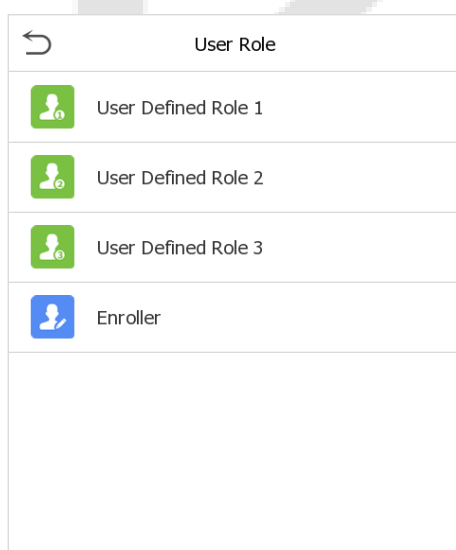 User Role
User Defined Role 1
User Defined Role 2
User Defined Role 3
Enroller